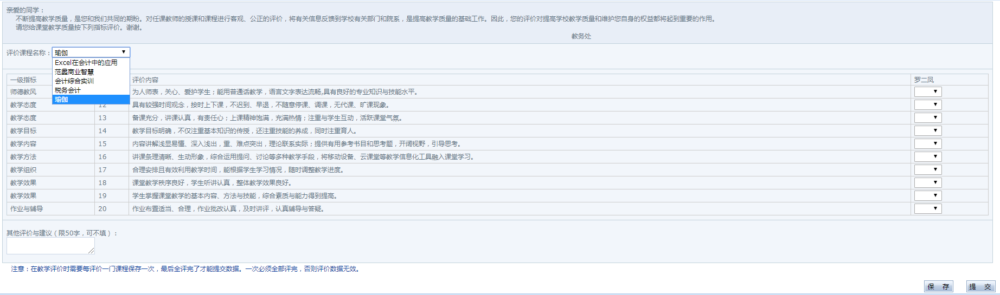 亲爱的同学：
不断提高教学质量，是您和我们共同的期盼。对任课教师的授课和课程进行客观、公正的评价，将有关信息反馈到学校有关部门和院系，是提高教学质量的基础工作。因此，您的评价对提高学校教学质量和维护您自身的权益都将起到重要的作用。
请您给课堂教学质量按下列指标评价。谢谢。
教务处
评价课程名称：瑜伽
Excel在会计中的应用
范蠡商业智慧
会计综合实训
税务会计
瑜伽
一级指标 评价内容 罗二凤
师德教风 为人师表，关心、爱护学生；能用普通话教学，语言文字表达流畅,具有良好的专业知识与技能水平。
教学态度 12 具有较强时间观念，按时上下课，不迟到、早退，不随意停课、调课，无代课、旷课现象。
教学态度 13 备课充分，讲课认真，有责任心；上课精神饱满，充满热情；注重与学生互动，活跃课堂气氛。
教学目标 14 教学目标明确，不仅注重基本知识的传授，还注重技能的养成，同时注重育人。
教学内容 15 内容讲解浅显易懂、深入浅出，重、难点突出，理论联系实际；提供有用参考书目和思考题，开阔视野，引导思考。
教学方法 16 讲课条理清晰、生动形象，综合运用提问、讨论等多种教学手段，将移动设备、云课堂等教学信息化工具融入课堂学习。
教学组织 17 合理安排且有效利用教学时间，能根据学生学习情况，随时调整教学进度。
教学效果 18 课堂教学秩序良好，学生听讲认真，整体教学效果良好。
教学效果 19 学生掌握课堂教学的基本内容、方法与技能，综合素质与能力得到提高。
作业与辅导 20 作业布置适当、合理，作业批改认真，及时讲评，认真辅导与答疑。
其他评价与建议（限50字，可不填）：
注意：在教学评价时需要每评价一门课程保存一次，最后全评完了才能提交数据。一次必须全部评完，否则评价数据无效。
保 存 提 交